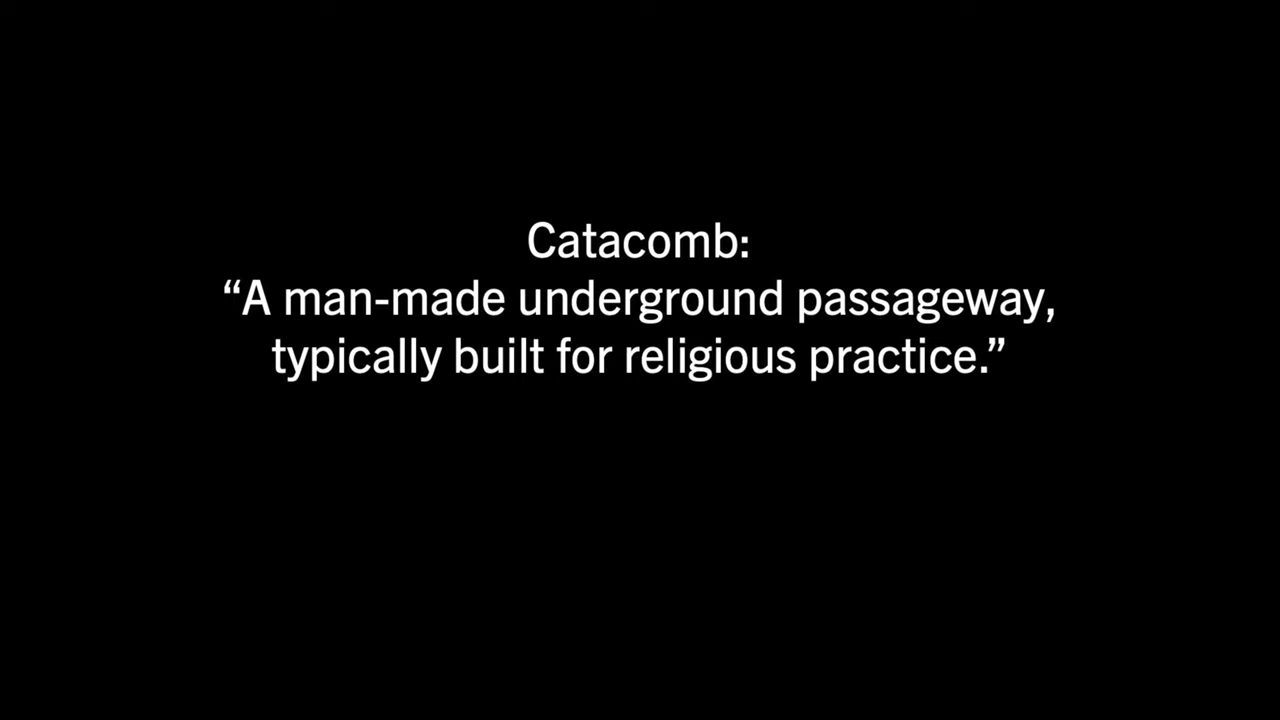 Catacomb:
“A man-made underground passageway,
typically built for religious practice.”